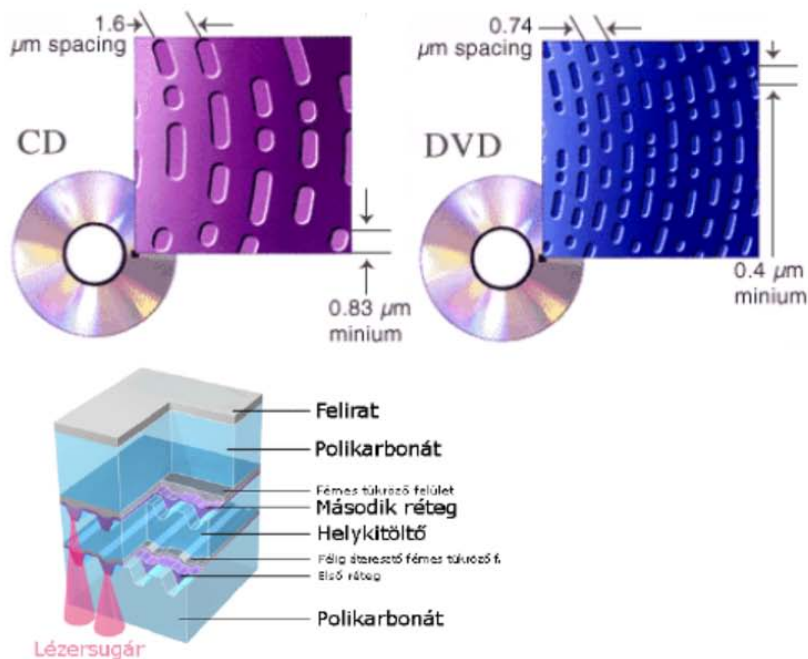 1.6
µm spacing
CD
0.83 µm
minium
0.74
µm spacing
DVD
0.4 µm
minium
Felirat
Polikarbonát
Fémes tükröző felület
Második réteg
Helykitöltő
Félig áteresztő fémes tükröző f.
Első réteg
Polikarbonát
Lézersugár